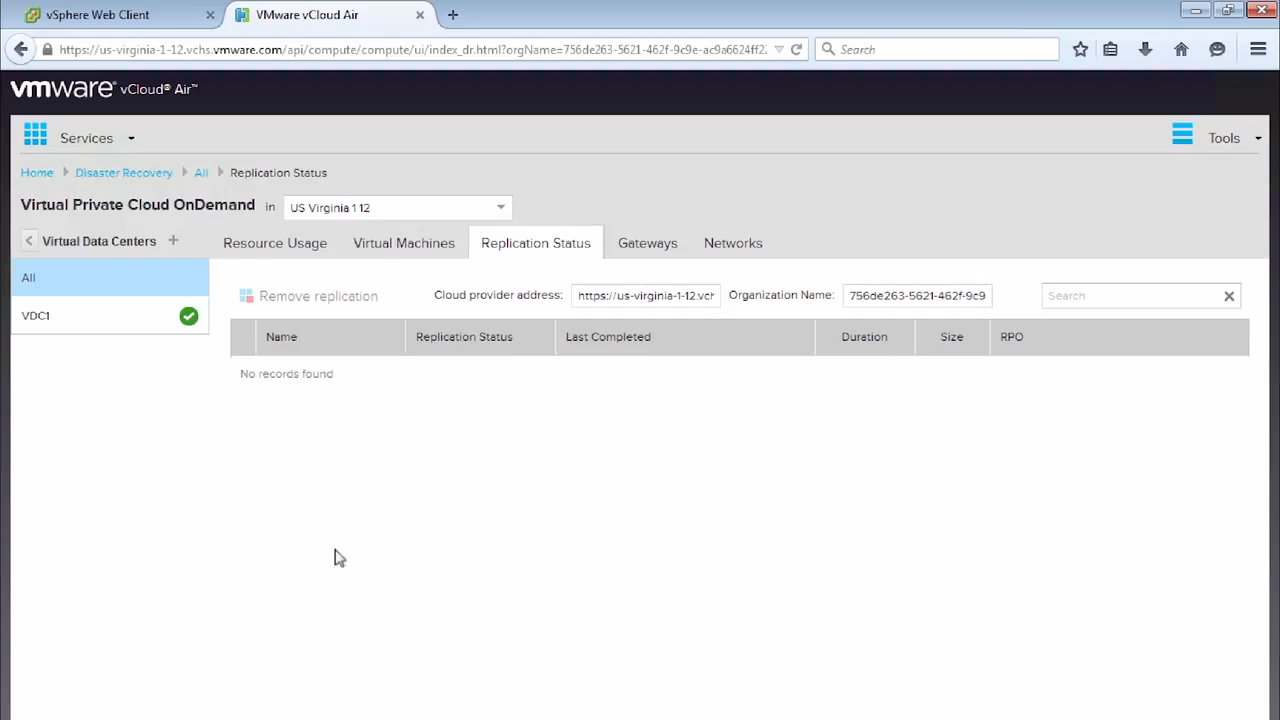 vSphere Web Client
VMware vCloud Air
https://us-virginia-1-12.vchs.vmware.com/api/compute/compute/ui/index_dr.html?orgName=756de263-5621-462f-9c9e-ac9a6624ff2
Search
vmware® vCloud® Air™
Services
Tools
Home
Disaster Recovery
All
Replication Status
Virtual Private Cloud OnDemand in US Virginia 1 12
Virtual Data Centers
Resource Usage
Virtual Machines
Replication Status
Gateways
Networks
All
VDC1
Remove replication
Cloud provider address: https://us-virginia-1-12.vch
Organization Name: 756de263-5621-462f-9c9
Search
Name
Replication Status
Last Completed
Duration
Size
RPO
No records found